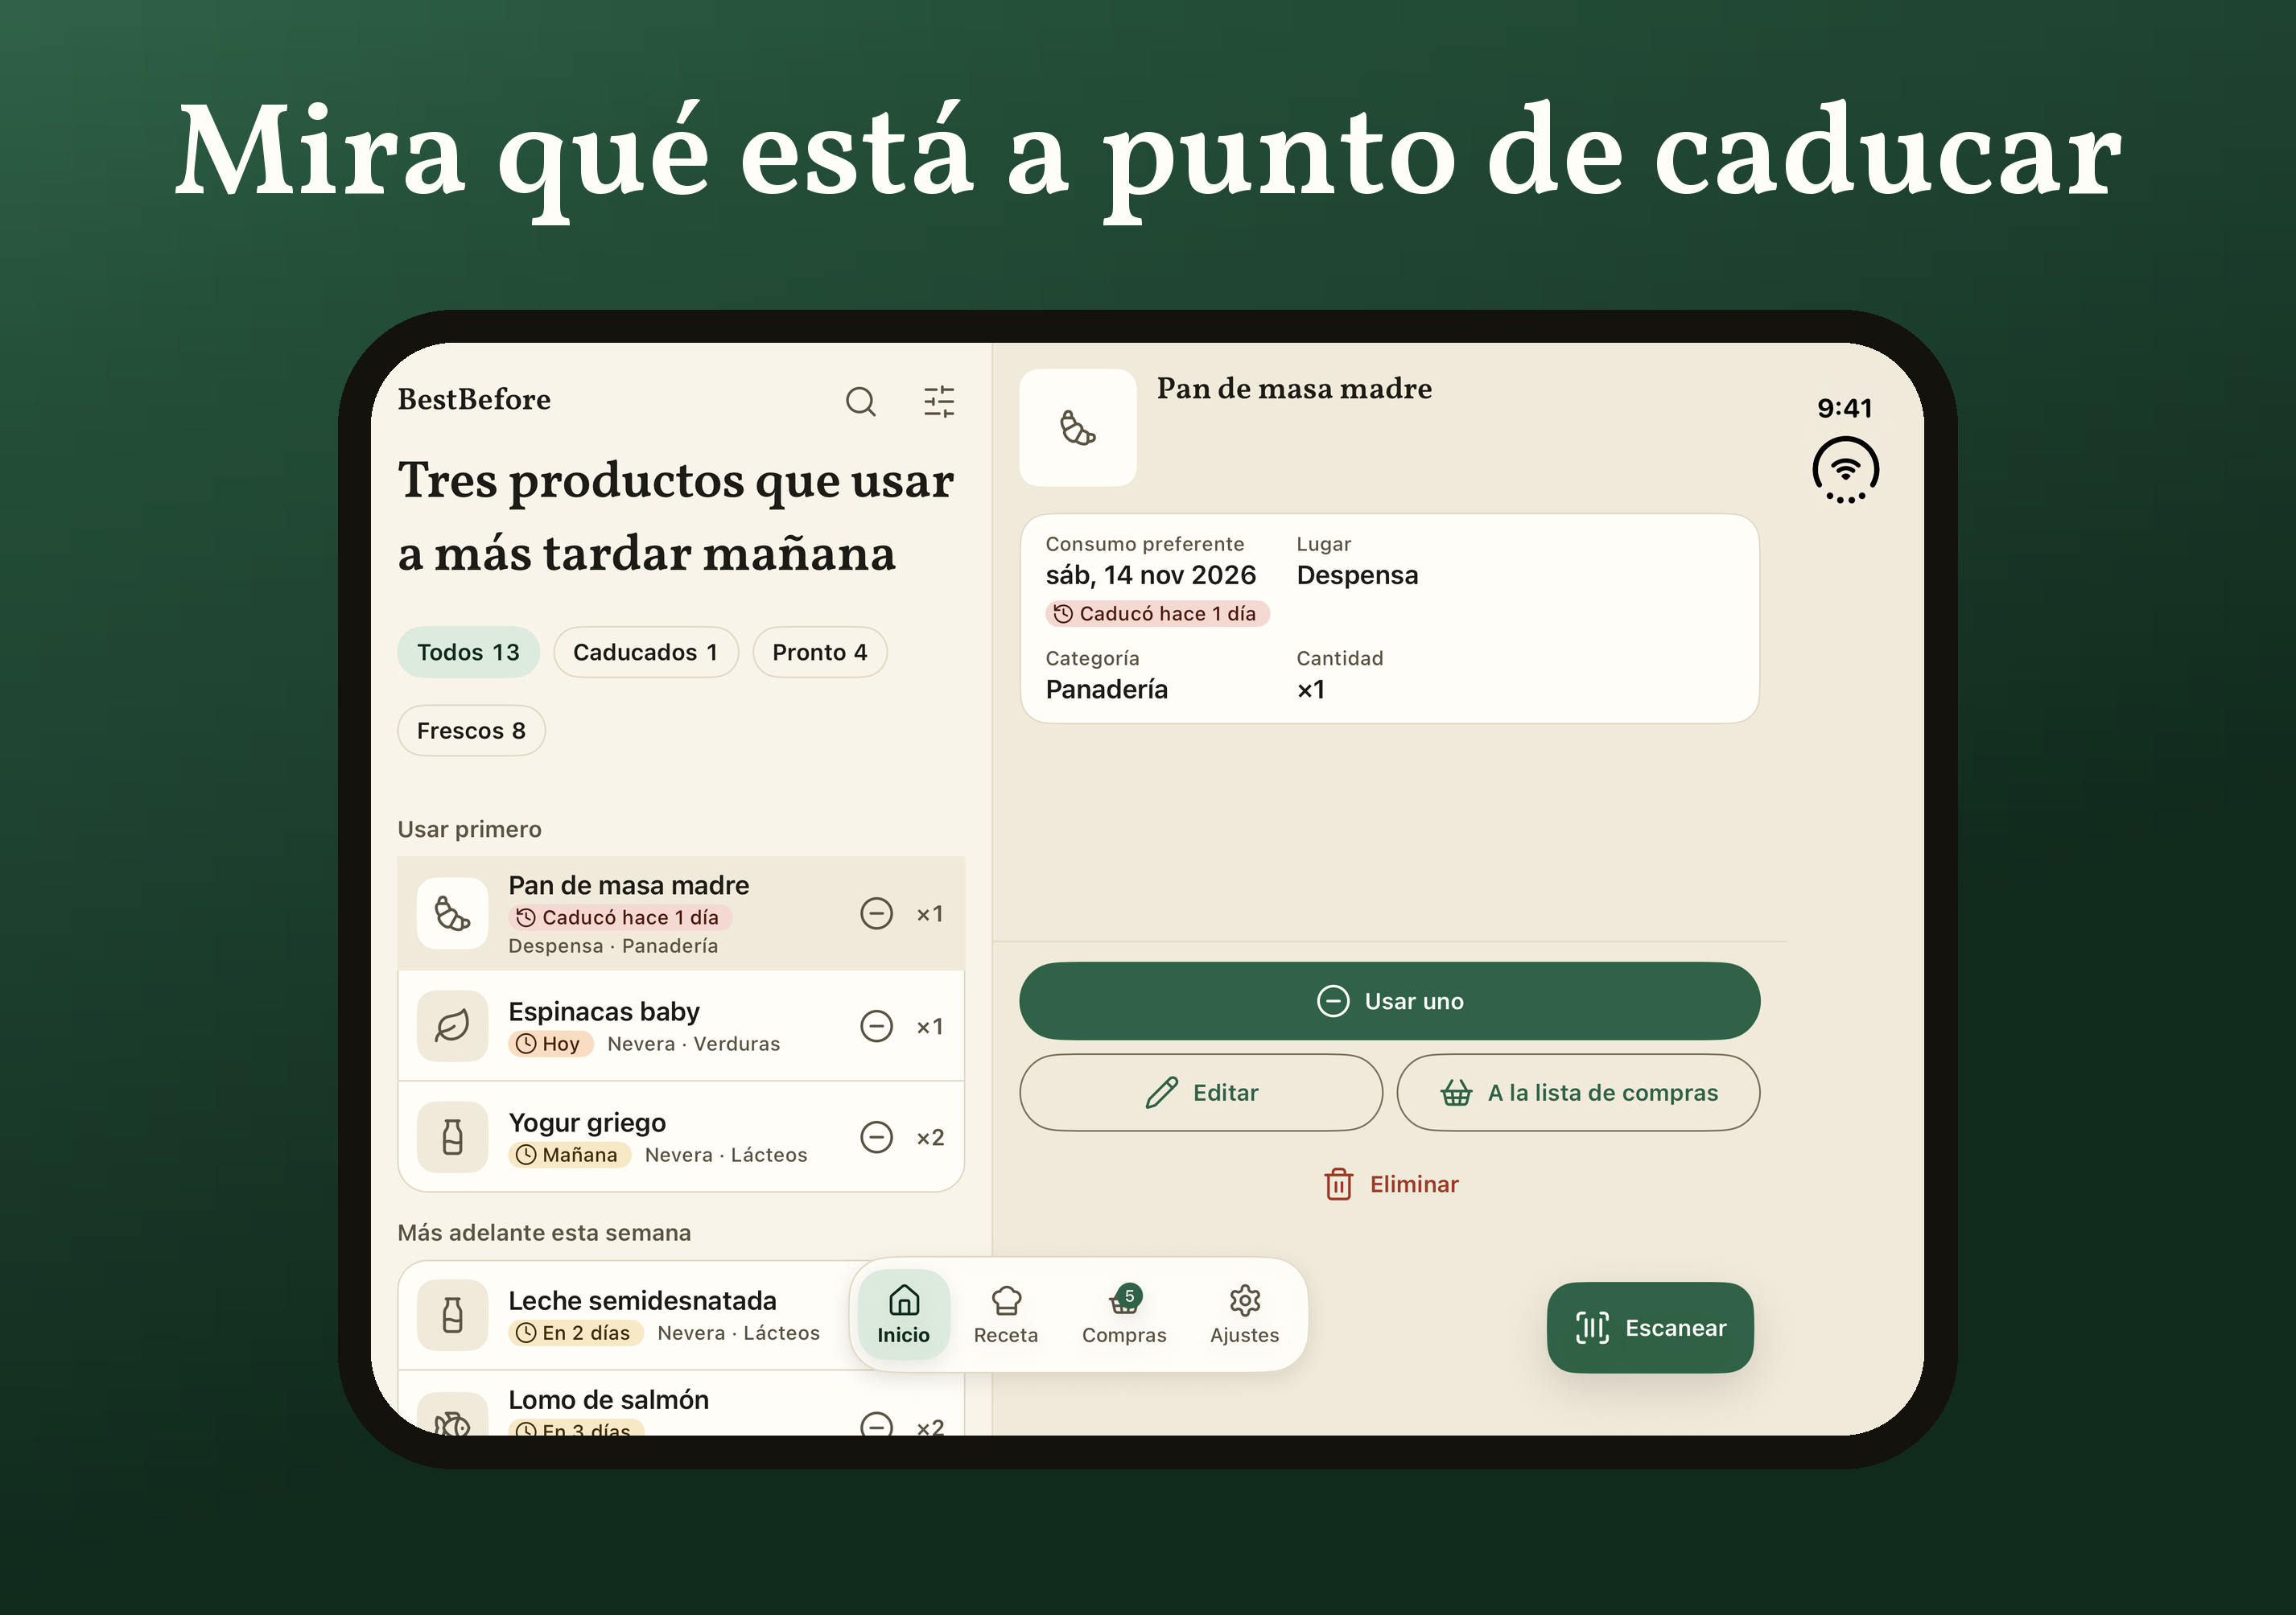 Mira qué está a punto de caducar
BestBefore
Tres productos que usar
a más tardar mañana
Todos 13
Caducados 1
Pronto 4
Frescos 8
Usar primero
Pan de masa madre
Caducó hace 1 día
Despensa · Panadería
×1
Espinacas baby
Hoy
Nevera · Verduras
×1
Yogur griego
Mañana
Nevera · Lácteos
×2
Más adelante esta semana
Leche semidesnatada
En 2 días
Nevera · Lácteos
Lomo de salmón
En 3 días
×2
Pan de masa madre
9:41
Consumo preferente
sáb, 14 nov 2026
Caducó hace 1 día
Lugar
Despensa
Categoría
Panadería
Cantidad
×1
Usar uno
Editar
A la lista de compras
Eliminar
Inicio
Receta
5
Compras
Ajustes
Escanear